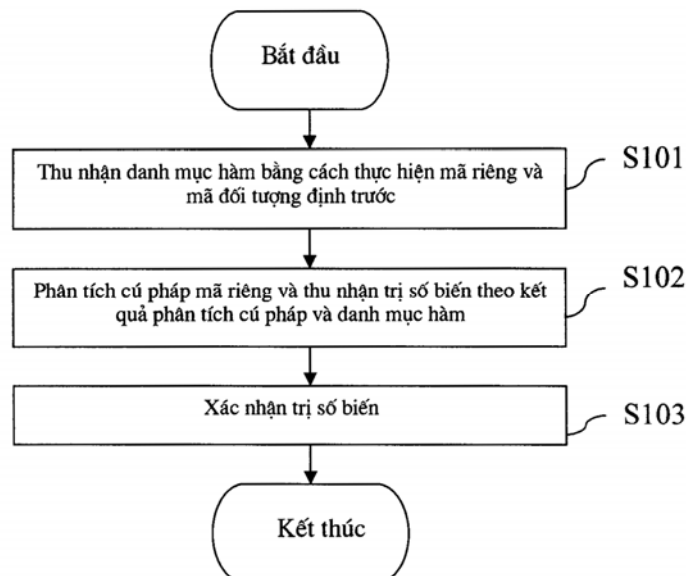 Bắt đầu
Thu nhận danh mục hàm bằng cách thực hiện mã riêng và
mã đối tượng định trước
S101
Phân tích cú pháp mã riêng và thu nhận trị số biến theo kết
quả phân tích cú pháp và danh mục hàm
S102
Xác nhận trị số biến
S103
Kết thúc